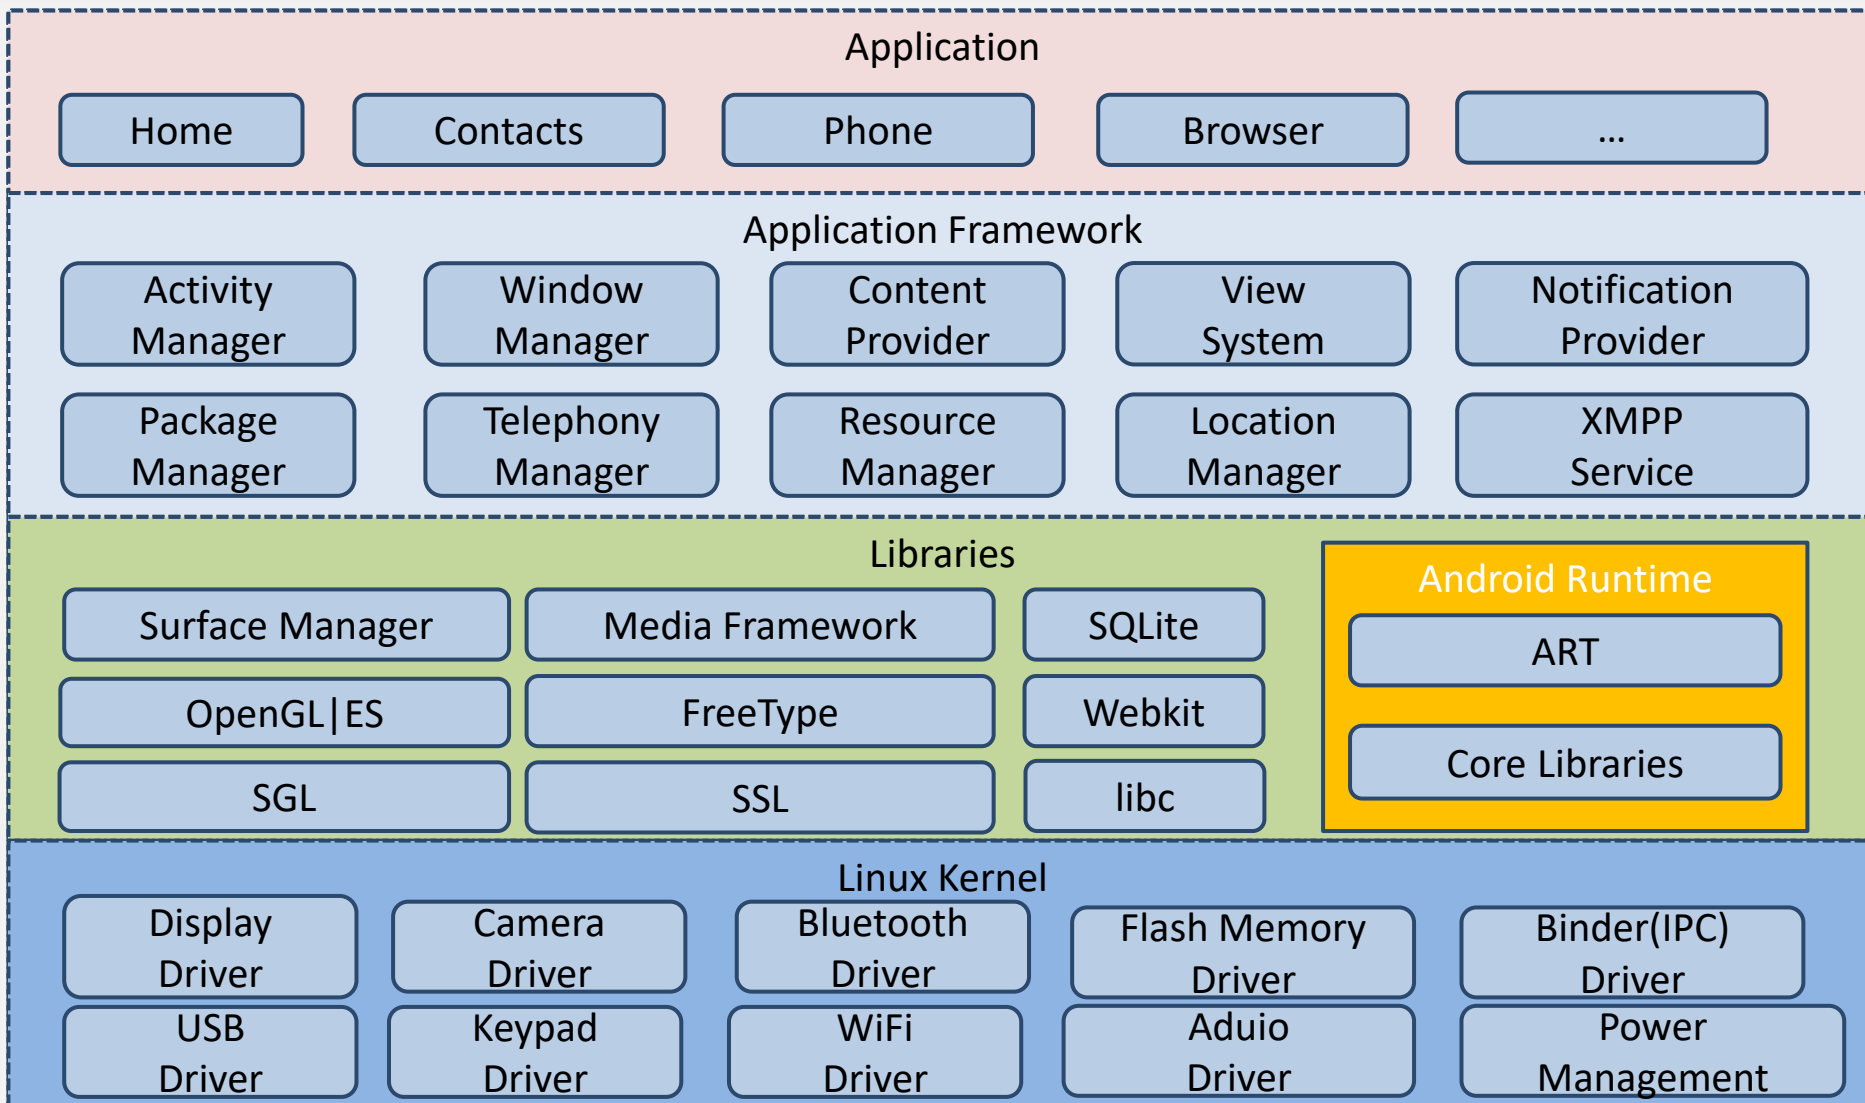 Application
Home
Contacts
Phone
Browser
...
Application Framework
Activity
Manager
Window
Manager
Content
Provider
View
System
Notification
Provider
Package
Manager
Telephony
Manager
Resource
Manager
Location
Manager
XMPP
Service
Libraries
Surface Manager
Media Framework
SQLite
OpenGL|ES
FreeType
Webkit
SGL
SSL
libc
Android Runtime
ART
Core Libraries
Linux Kernel
Display
Driver
Camera
Driver
Bluetooth
Driver
Flash Memory
Driver
Binder(IPC)
Driver
USB
Driver
Keypad
Driver
WiFi
Driver
Aduio
Driver
Power
Management